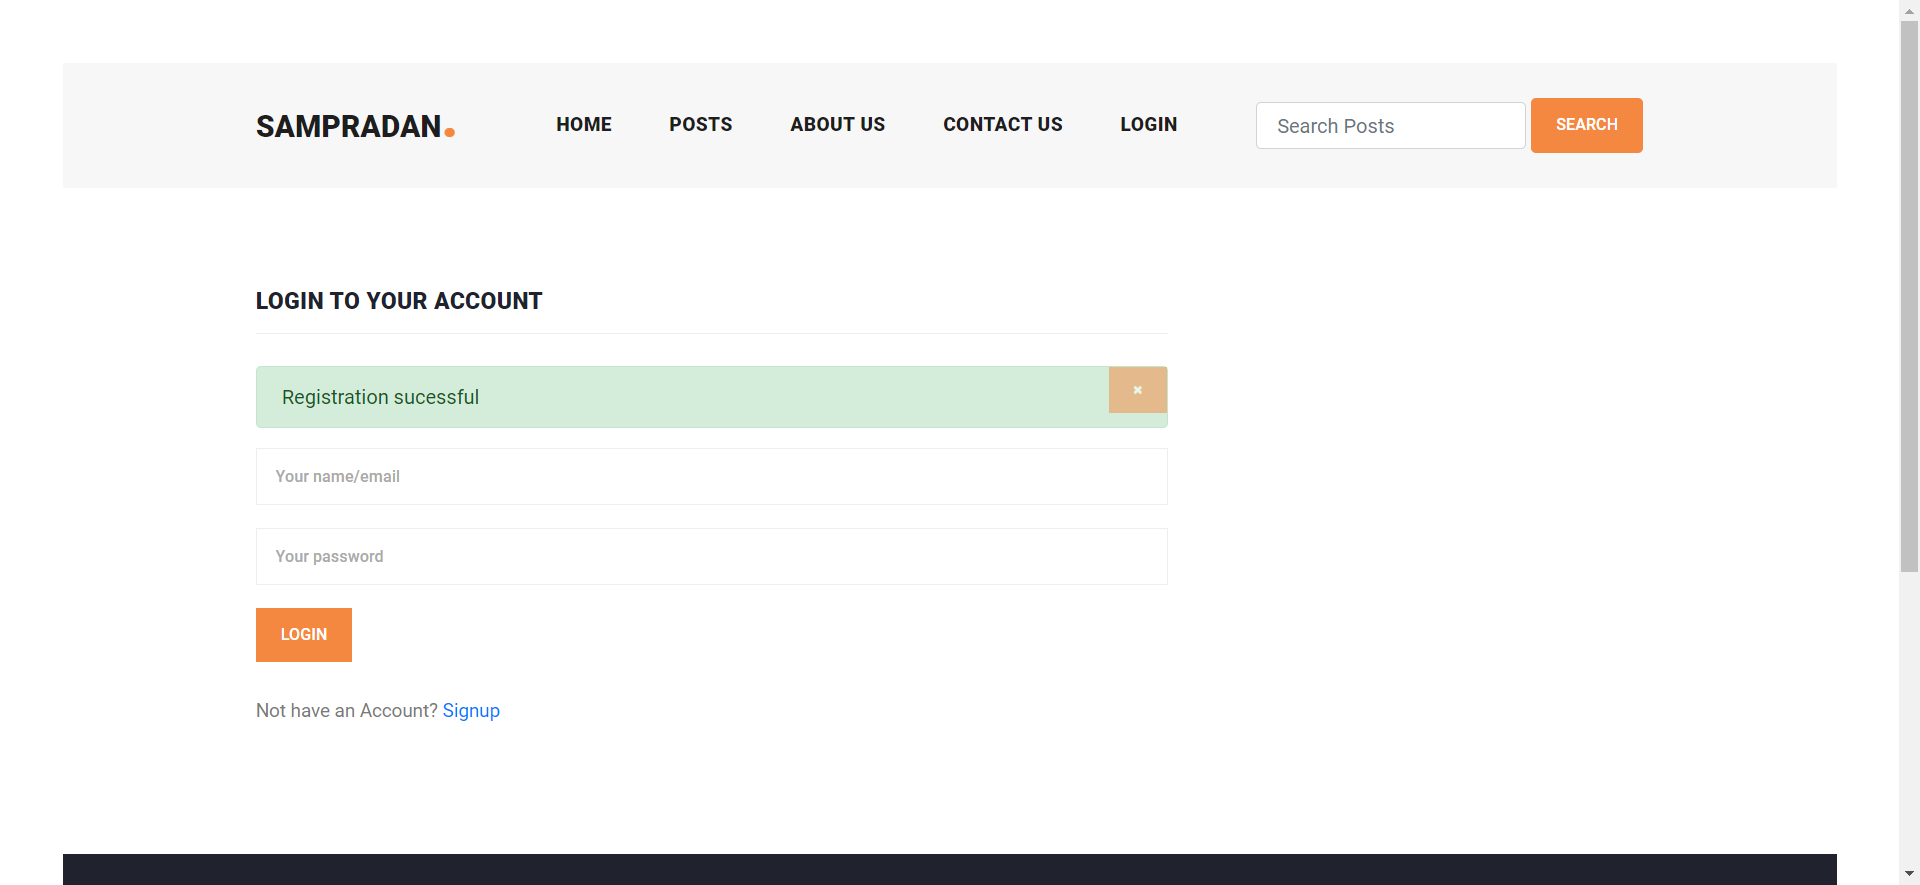 SAMPRADAN.
HOME POSTS ABOUT US CONTACT US LOGIN
Search Posts SEARCH
LOGIN TO YOUR ACCOUNT
Registration sucessful ×
Your name/email
Your password
LOGIN
Not have an Account? Signup